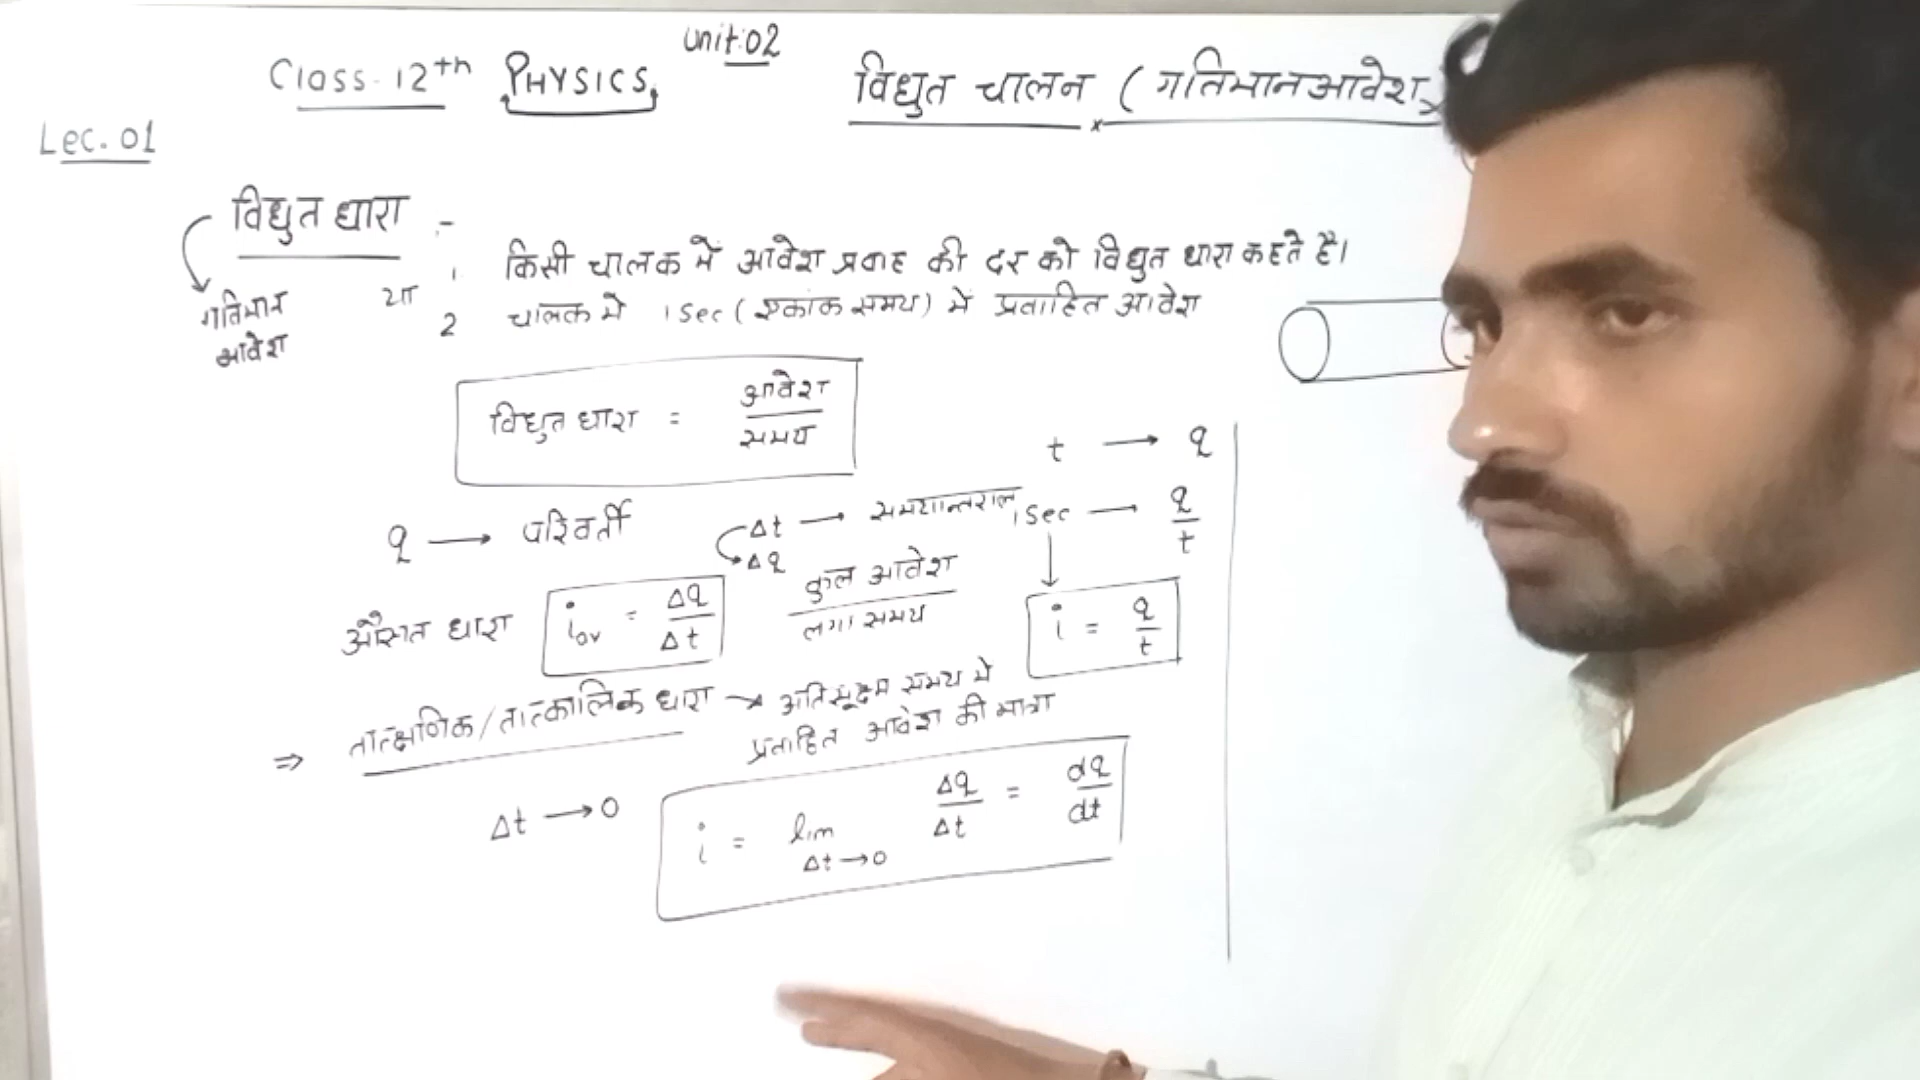 Unit:02
Class-12th PHYSICS
विधुत चालन (गतिमान आवेश)
Lec. 01
विधुत धारा :-
गतिमान आवेश
1. किसी चालक में आवेश प्रवाह की दर को विधुत धारा कहते है।
या
2 चालक मे 1 Sec (एकांक समय) में प्रवाहित आवेश
विधुत धारा = आवेश / समय
t → q
q → परिवर्ती
Δt → समयान्तराल
Δq
1 Sec → q/t
औसत धारा
i av = Δq/Δt
कुल आवेश / लगा समय
i = q/t
⇒ तात्क्षणिक/तात्कालिक धारा → अतिसूक्ष्म समय मे
प्रवाहित आवेश की मात्रा
Δt → 0
i = lim Δt→0 Δq/Δt = dq/dt